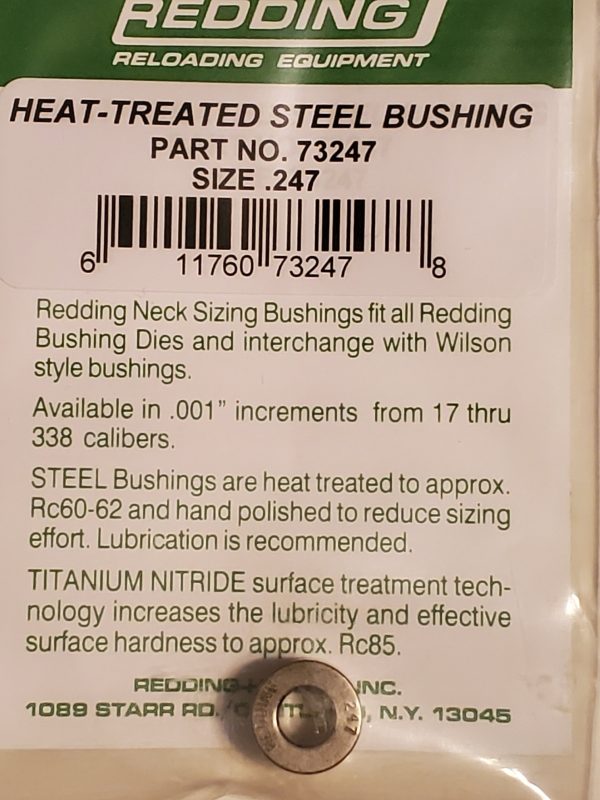 REDDING
RELOADING EQUIPMENT
HEAT-TREATED STEEL BUSHING
PART NO. 73247
SIZE .247
6 11760 73247 8
Redding Neck Sizing Bushings fit all Redding
Bushing Dies and interchange with Wilson
style bushings.
Available in .001" increments from 17 thru
338 calibers.
STEEL Bushings are heat treated to approx.
Rc60-62 and hand polished to reduce sizing
effort. Lubrication is recommended.
TITANIUM NITRIDE surface treatment tech-
nology increases the lubricity and effective
surface hardness to approx. Rc85.
REDDING INC.
1089 STARR RD. N.Y. 13045
247